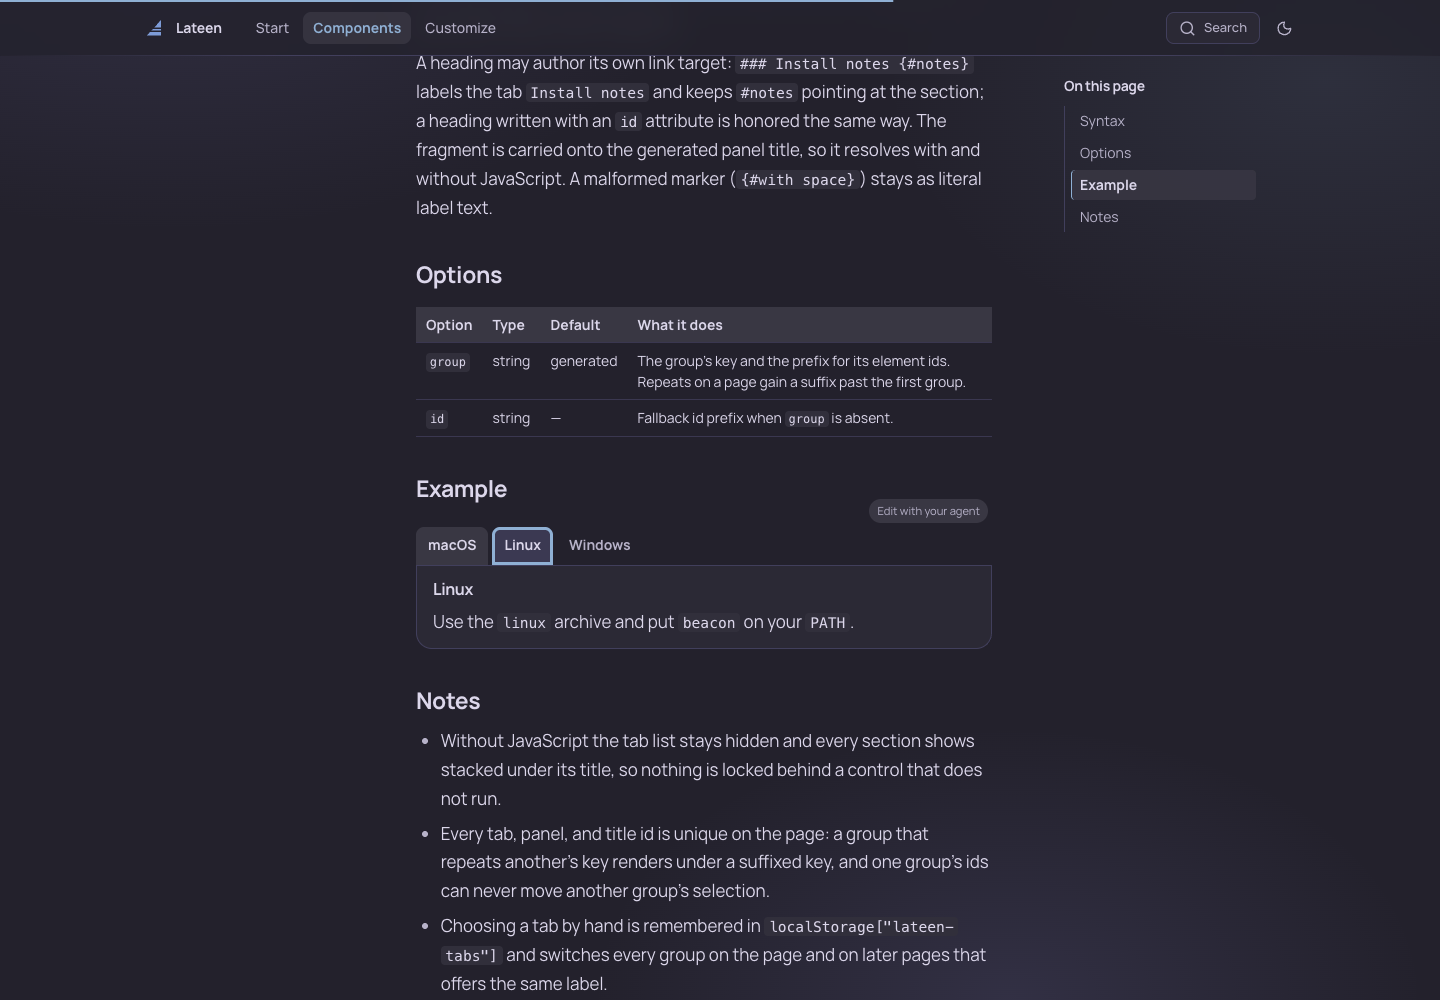 Lateen
Start
Components
Customize
Search
A heading may author its own link target: ### Install notes {#notes}
labels the tab Install notes and keeps #notes pointing at the section;
a heading written with an id attribute is honored the same way. The
fragment is carried onto the generated panel title, so it resolves with and
without JavaScript. A malformed marker ( {#with space} ) stays as literal
label text.
Options
Option Type Default What it does
group string generated The group’s key and the prefix for its element ids.
Repeats on a page gain a suffix past the first group.
id string — Fallback id prefix when group is absent.
Example
Edit with your agent
macOS Linux Windows
Linux
Use the linux archive and put beacon on your PATH .
Notes
• Without JavaScript the tab list stays hidden and every section shows
stacked under its title, so nothing is locked behind a control that does
not run.
• Every tab, panel, and title id is unique on the page: a group that
repeats another’s key renders under a suffixed key, and one group’s ids
can never move another group’s selection.
• Choosing a tab by hand is remembered in localStorage["lateen-
tabs"] and switches every group on the page and on later pages that
offers the same label.
On this page
Syntax
Options
Example
Notes